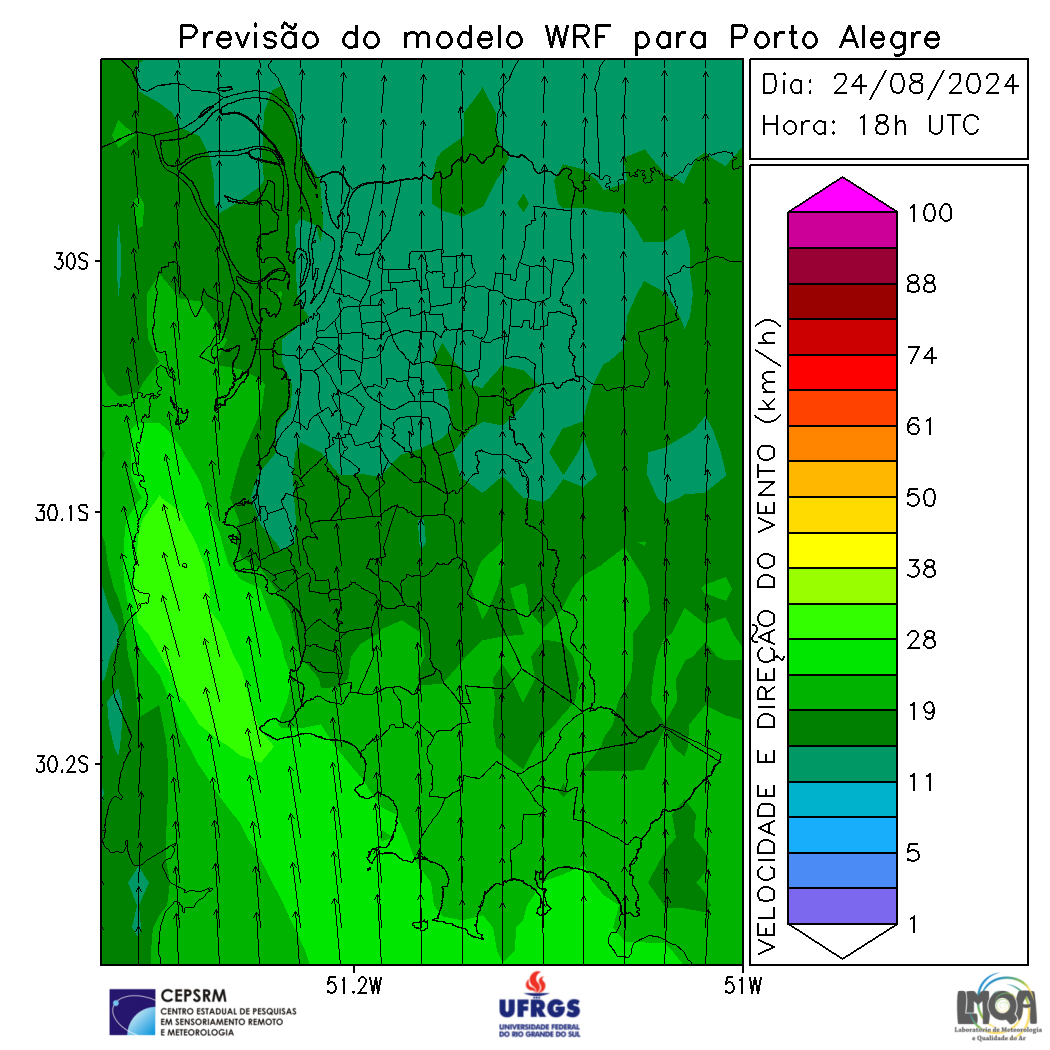 Previsão do modelo WRF para Porto Alegre
Dia: 24/08/2024
Hora: 18h UTC
30S
30.1S
30.2S
51.2W
51W
VELOCIDADE E DIREÇÃO DO VENTO (km/h)
100
88
74
61
50
38
28
19
11
5
1
CEPSRM
CENTRO ESTADUAL DE PESQUISAS
EM SENSORIAMENTO REMOTO
E METEOROLOGIA
UFRGS
UNIVERSIDADE FEDERAL
DO RIO GRANDE DO SUL
LMQA
Laboratório de Meteorologia
e Qualidade do Ar